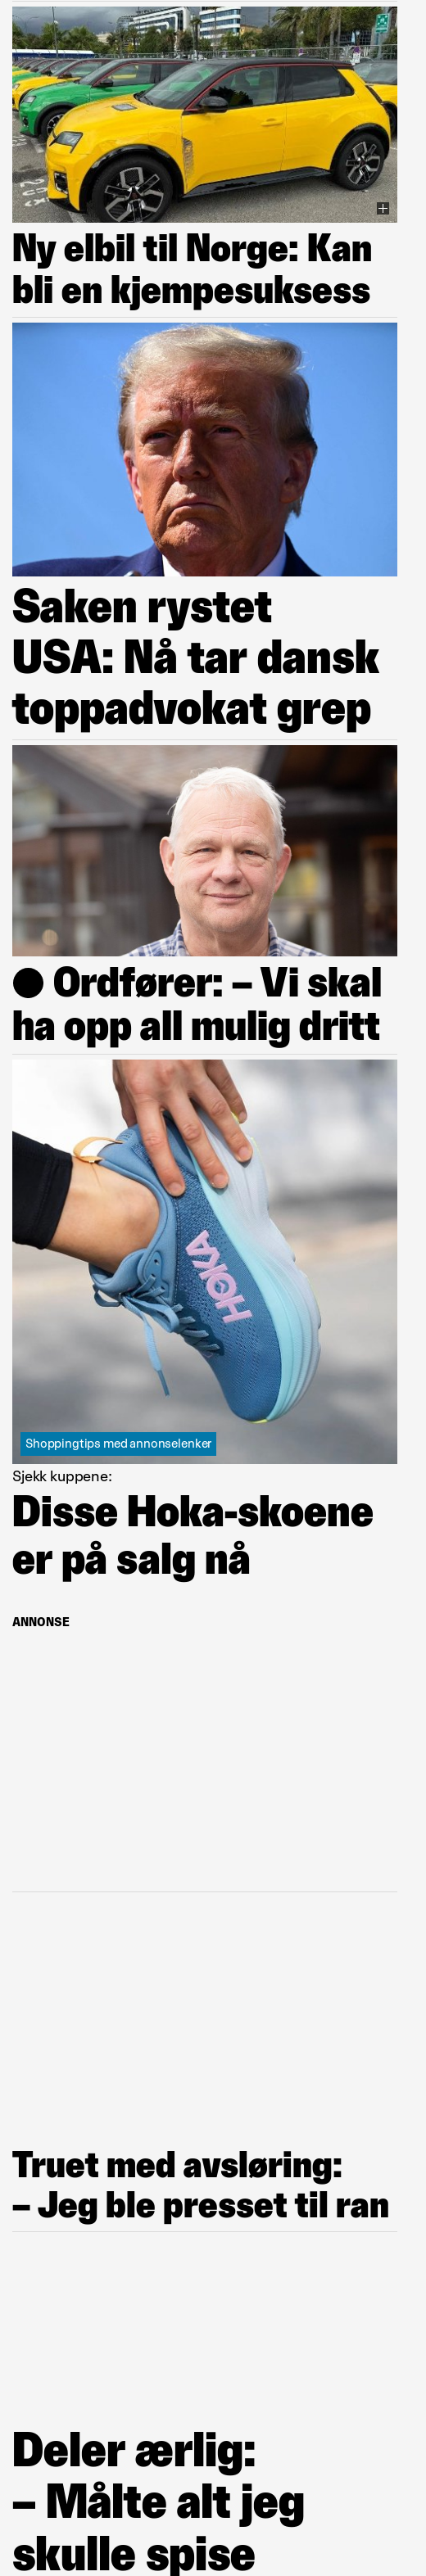 Ny elbil til Norge: Kan
bli en kjempesuksess
Saken rystet
USA: Nå tar dansk
toppadvokat grep
● Ordfører: – Vi skal
ha opp all mulig dritt
HOKA
Shoppingtips med annonselenker
Sjekk kuppene:
Disse Hoka-skoene
er på salg nå
ANNONSE
Truet med avsløring:
– Jeg ble presset til ran
Deler ærlig:
– Målte alt jeg
skulle spise